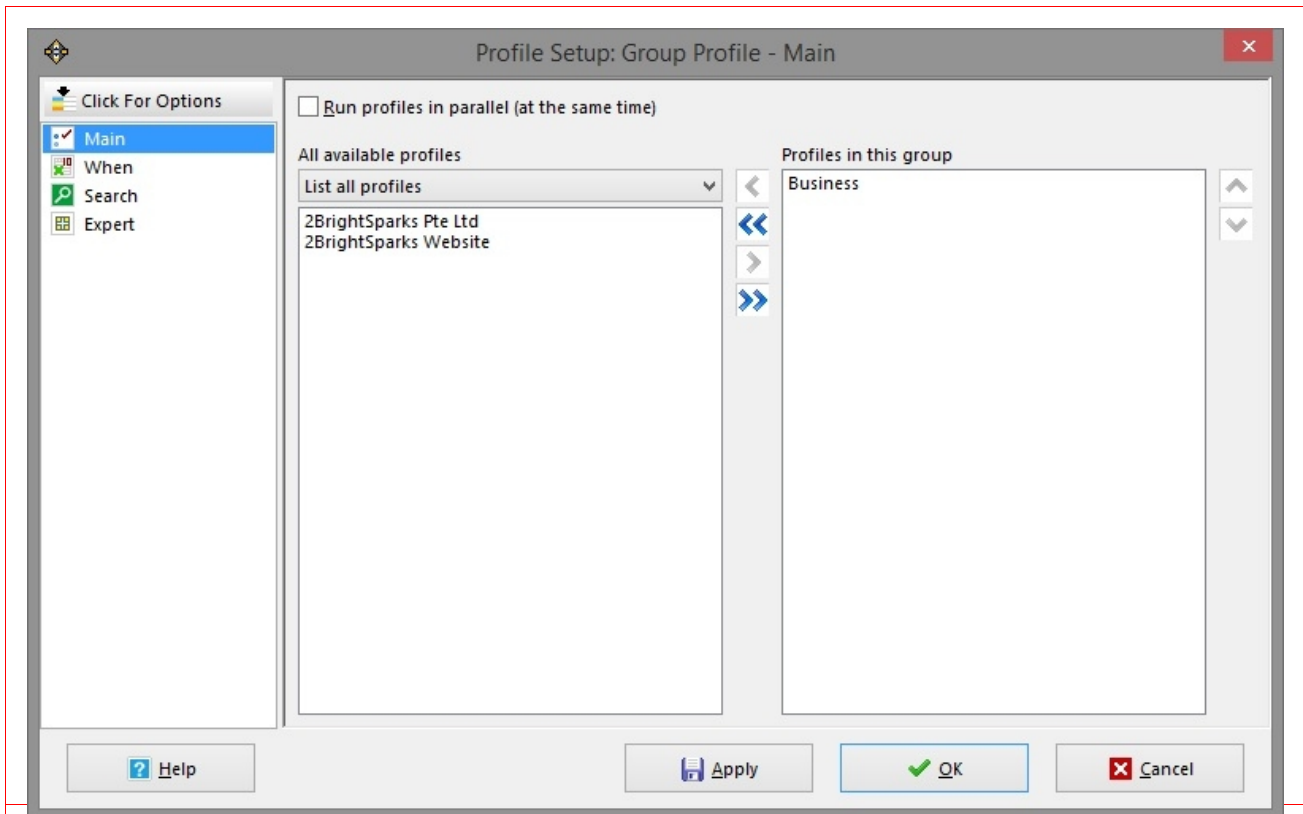 Profile Setup: Group Profile - Main
Click For Options
Main
When
Search
Expert
Run profiles in parallel (at the same time)
All available profiles
List all profiles
2BrightSparks Pte Ltd
2BrightSparks Website
Profiles in this group
Business
Help
Apply
OK
Cancel